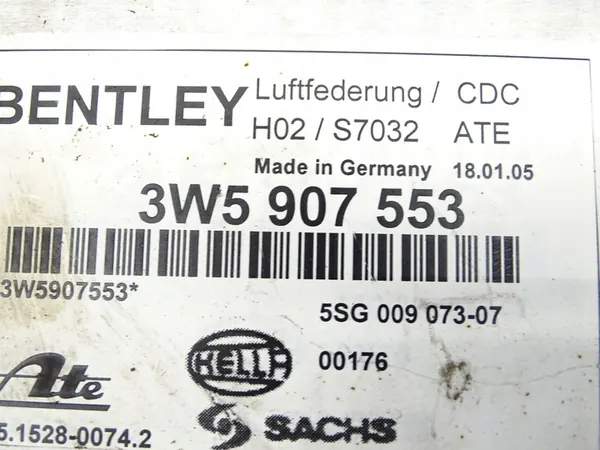 BENTLEY
Luftfederung / CDC
H02 / S7032 ATE
Made in Germany 18.01.05
3W5 907 553
3W5907553*
5SG 009 073-07
HELLA
00176
Ate
5.1528-0074.2
SACHS